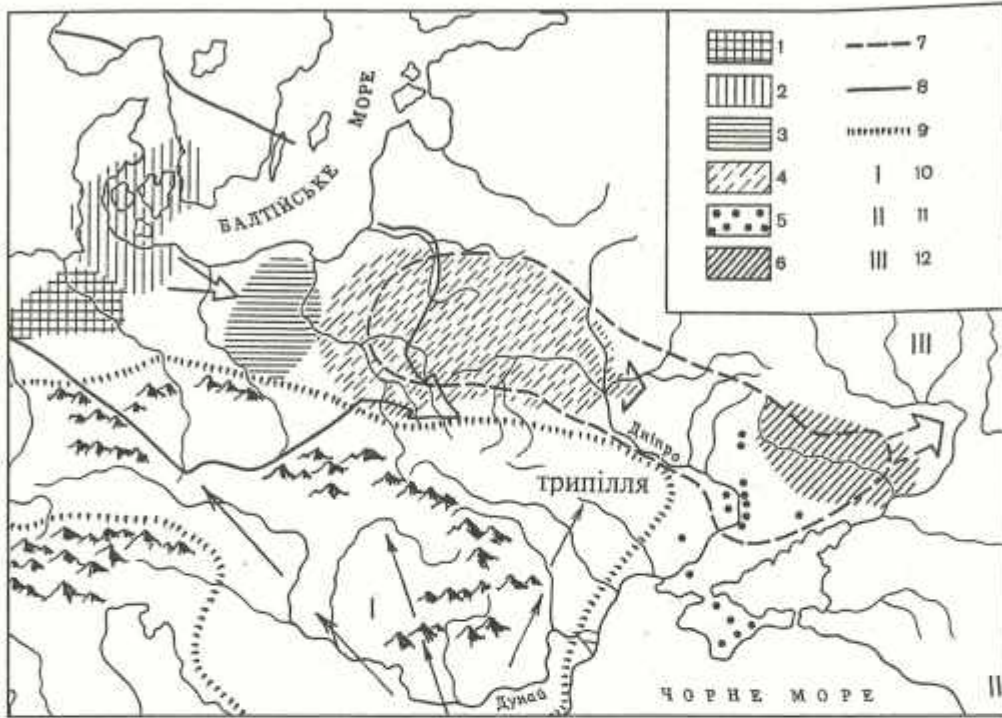 1
2
3
4
5
6
7
8
9
I 10
II 11
III 12
БАЛТІЙСЬКЕ
МОРЕ
III
Дніпро
трипілля
I
Дунай
ЧОРНЕ МОРЕ
II